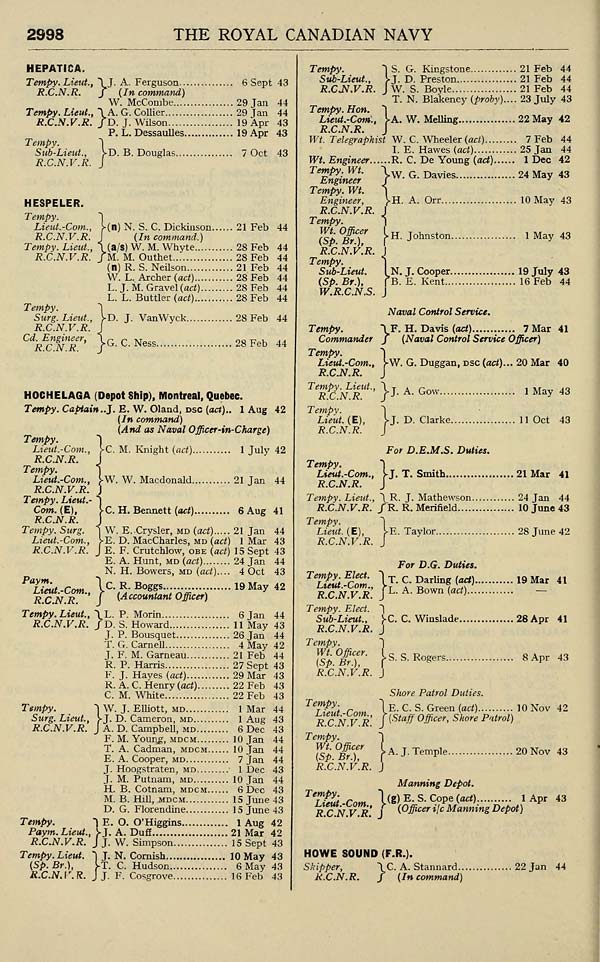 2998 THE ROYAL CANADIAN NAVY
HEPATICA.
Tempy. Lieut., R.C.N.R. } J. A. Ferguson............... 6 Sept 43
(In command)
W. McCombe............... 29 Jan 44
Tempy. Lieut., R.C.N.V.R. } A. G. Collier............... 29 Jan 44
D. J. Wilson............... 19 Apr 43
P. L. Dessaulles............... 19 Apr 43
Tempy. Sub-Lieut., R.C.N.V.R. } D. B. Douglas............... 7 Oct 43
HESPELER.
Tempy. Lieut.-Com., R.C.N.V.R. } (n) N. S. C. Dickinson...... 21 Feb 44
(In command.)
Tempy. Lieut., R.C.N.V.R. } (a/s) W. M. Whyte........... 28 Feb 44
M. M. Outhet............... 28 Feb 44
(n) R. S. Neilson............ 21 Feb 44
W. L. Archer (act).......... 28 Feb 44
L. J. M. Gravel (act)........ 28 Feb 44
L. L. Buttler (act).......... 28 Feb 44
Tempy. Surg. Lieut., R.C.N.V.R. } D. J. VanWyck............ 28 Feb 44
Cd. Engineer, R.C.N.R. } G. C. Ness............... 28 Feb 44
HOCHELAGA (Depot Ship), Montreal, Quebec.
Tempy. Captain..J. E. W. Oland, DSC (act).. 1 Aug 42
(In command)
(And as Naval Officer-in-Charge)
Tempy. Lieut.-Com., R.C.N.R. } C. M. Knight (act).......... 1 July 42
Tempy. Lieut.-Com., R.C.N.V.R. } W. W. Macdonald.......... 21 Jan 44
Tempy. Lieut.-Com. (E), R.C.N.R. } C. H. Bennett (act).......... 6 Aug 41
Tempy. Surg. Lieut.-Com., R.C.N.V.R. } W. E. Crysler, MD (act)..... 21 Jan 44
E. D. MacCharles, MD (act) 1 Mar 43
E. F. Crutchlow, OBE (act) 15 Sept 43
E. A. Hunt, MD (act)....... 24 Jan 44
N. H. Bowers, MD (act).... 4 Oct 43
Paym. Lieut.-Com., R.C.N.R. } C. R. Boggs............... 19 May 42
(Accountant Officer)
Tempy. Lieut., R.C.N.V.R. } L. P. Morin............... 6 Jan 44
D. S. Howard............... 11 May 43
J. P. Bousquet............... 26 Jan 44
T. G. Carnell............... 4 May 42
J. F. M. Garneau............ 21 Feb 44
R. P. Harris............... 27 Sept 43
F. J. Hayes (act)............ 29 Mar 43
R. A. C. Henry (act)......... 22 Feb 43
C. M. White............... 22 Feb 43
Tempy. Surg. Lieut., R.C.N.V.R. } W. J. Elliott, MD............ 1 Mar 44
J. D. Cameron, MD.......... 1 Aug 43
A. D. Campbell, MD......... 6 Dec 43
F. M. Young, MDCM......... 10 Jan 44
T. A. Cadman, MDCM....... 10 Jan 44
E. A. Cooper, MD............ 7 Jan 44
J. Hoogstraten, MD.......... 1 Dec 43
J. M. Putnam, MD........... 10 Jan 44
H. B. Cotnam, MDCM...... 6 Dec 43
M. B. Hill, MDCM............ 15 June 43
D. G. Florendine............ 15 June 43
Tempy. Paym. Lieut., R.C.N.V.R. } E. O. O'Higgins............ 1 Aug 42
J. A. Duff............... 21 Mar 42
J. W. Simpson............... 15 Sept 43
Tempy. Lieut. (Sp. Br.), R.C.N.V.R. } J. N. Cornish............... 10 May 43
T. C. Hudson............... 6 May 43
J. F. Cosgrove............... 16 Feb 43
Tempy. Sub-Lieut., R.C.N.V.R. } S. G. Kingstone............ 21 Feb 44
J. D. Preston............... 21 Feb 44
W. S. Boyle............... 21 Feb 44
T. N. Blakeney (proby).... 23 July 43
Tempy. Hon. Lieut.-Com., R.C.N.R. } A. W. Melling............... 22 May 42
Wt. Telegraphist W. C. Wheeler (act)......... 7 Feb 44
I. E. Hawes (act)............ 25 Jan 44
Wt. Engineer......R. C. De Young (act)...... 1 Dec 42
Tempy. Wt. Engineer } W. G. Davies............... 24 May 43
Tempy. Wt. Engineer, R.C.N.V.R. } H. A. Orr............... 10 May 43
Tempy. Wt. Officer (Sp. Br.), R.C.N.V.R. } H. Johnston............... 1 May 43
Tempy. Sub-Lieut. (Sp. Br.), W.R.C.N.S. } N. J. Cooper............... 19 July 43
B. E. Kent............... 16 Feb 44
Naval Control Service.
Tempy. Commander } F. H. Davis (act)............ 7 Mar 41
(Naval Control Service Officer)
Tempy. Lieut.-Com., R.C.N.R. } W. G. Duggan, DSC (act)... 20 Mar 40
Tempy. Lieut., R.C.N.R. } J. A. Gow............... 1 May 43
Tempy. Lieut. (E), R.C.N.R. } J. D. Clarke............... 11 Oct 43
For D.E.M.S. Duties.
Tempy. Lieut.-Com., R.C.N.R. } J. T. Smith............... 21 Mar 41
Tempy. Lieut., R.C.N.V.R. } R. J. Mathewson............ 24 Jan 44
R. R. Merifield............... 10 June 43
Tempy. Lieut. (E), R.C.N.V.R. } E. Taylor............... 28 June 42
For D.G. Duties.
Tempy. Elect. Lieut.-Com., R.C.N.V.R. } T. C. Darling (act)........... 19 Mar 41
L. A. Bown (act)............ —
Tempy. Elect. Sub-Lieut., R.C.N.V.R. } C. C. Winslade............... 28 Apr 41
Tempy. Wt. Officer. (Sp. Br.), R.C.N.V.R. } S. S. Rogers............... 8 Apr 43
Shore Patrol Duties.
Tempy. Lieut.-Com., R.C.N.V.R. } E. C. S. Green (act).......... 10 Nov 42
(Staff Officer, Shore Patrol)
Tempy. Wt. Officer (Sp. Br.), R.C.N.V.R. } A. J. Temple............... 20 Nov 43
Manning Depot.
Tempy. Lieut.-Com., R.C.N.V.R. } (g) E. S. Cope (act).......... 1 Apr 43
(Officer i/c Manning Depot)
HOWE SOUND (F.R.).
Skipper, R.C.N.R. } C. A. Stannard............... 22 Jan 44
(In command)